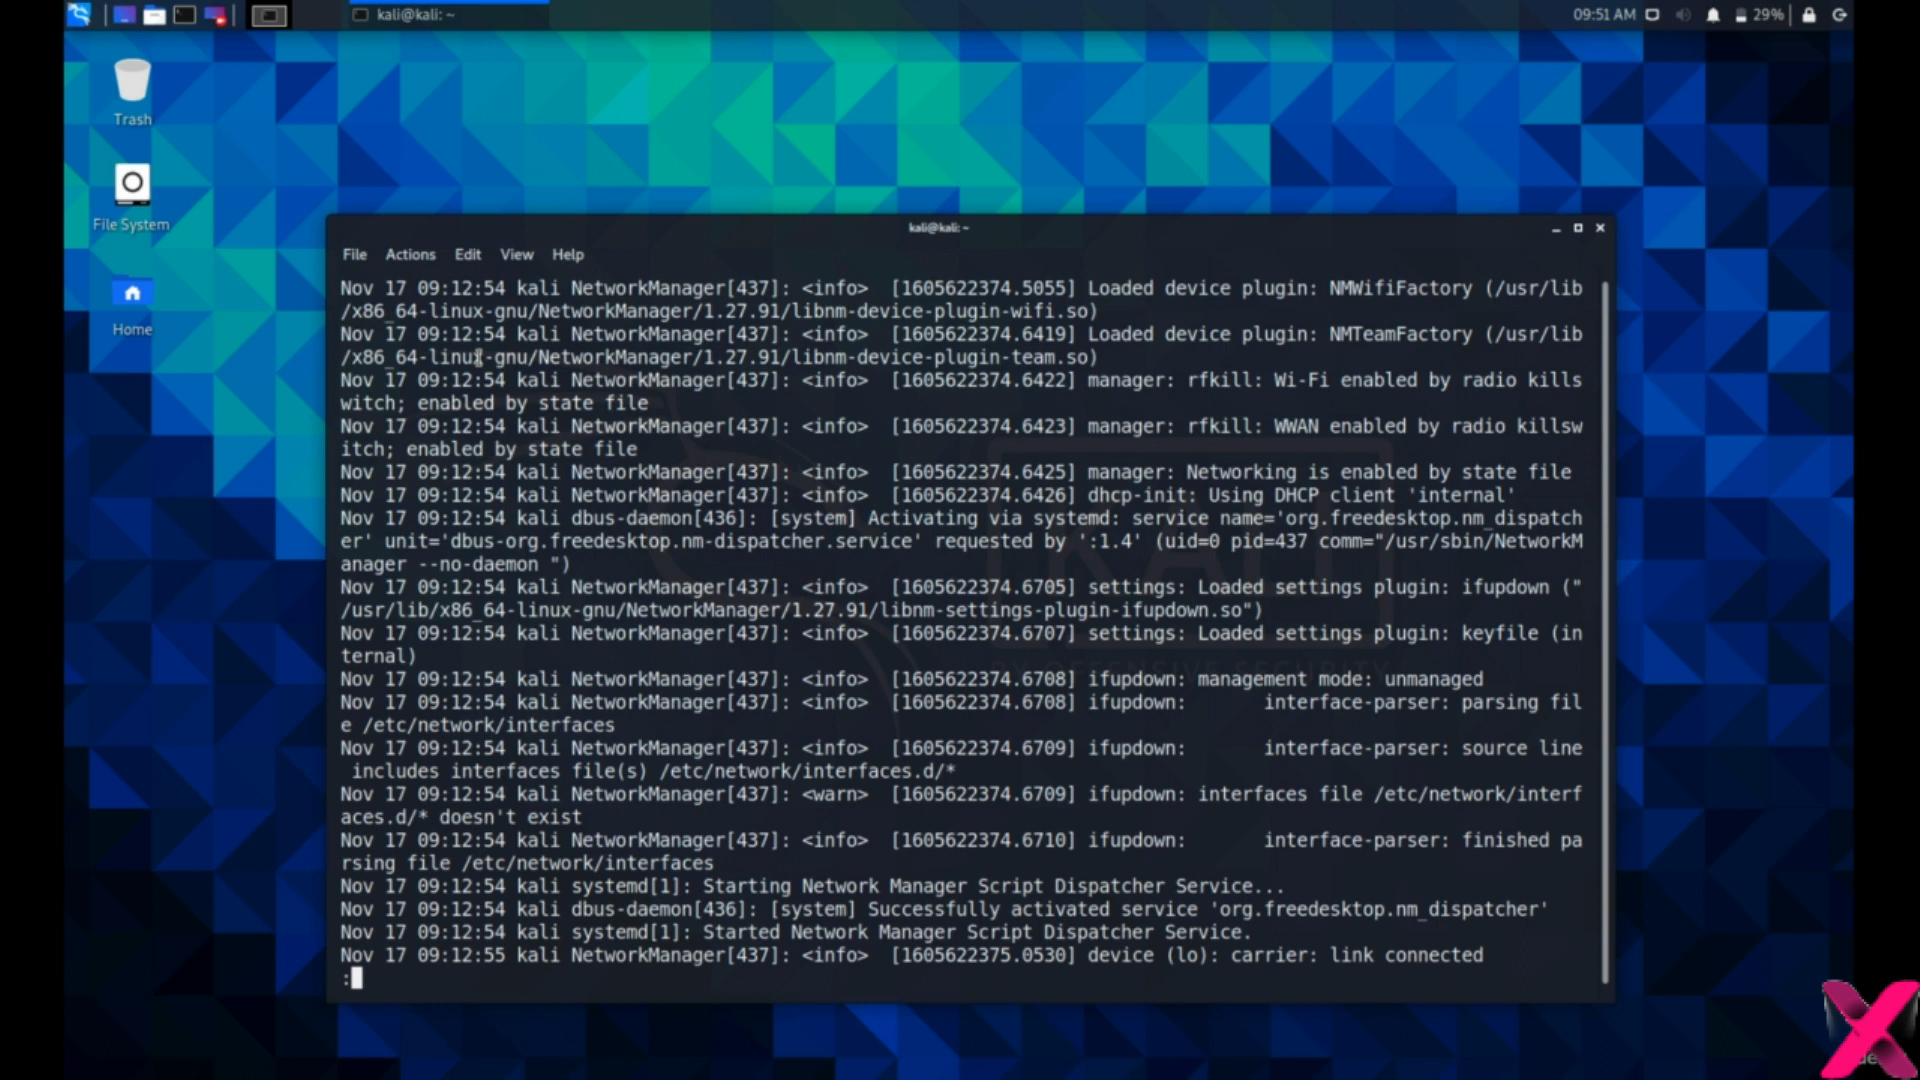 kali@kali: ~
09:51 AM
29%
Trash
File System
Home
kali@kali: ~
File Actions Edit View Help
Nov 17 09:12:54 kali NetworkManager[437]: <info>  [1605622374.5055] Loaded device plugin: NMWifiFactory (/usr/lib
/x86_64-linux-gnu/NetworkManager/1.27.91/libnm-device-plugin-wifi.so)
Nov 17 09:12:54 kali NetworkManager[437]: <info>  [1605622374.6419] Loaded device plugin: NMTeamFactory (/usr/lib
/x86_64-linux-gnu/NetworkManager/1.27.91/libnm-device-plugin-team.so)
Nov 17 09:12:54 kali NetworkManager[437]: <info>  [1605622374.6422] manager: rfkill: Wi-Fi enabled by radio kills
witch; enabled by state file
Nov 17 09:12:54 kali NetworkManager[437]: <info>  [1605622374.6423] manager: rfkill: WWAN enabled by radio killsw
itch; enabled by state file
Nov 17 09:12:54 kali NetworkManager[437]: <info>  [1605622374.6425] manager: Networking is enabled by state file
Nov 17 09:12:54 kali NetworkManager[437]: <info>  [1605622374.6426] dhcp-init: Using DHCP client 'internal'
Nov 17 09:12:54 kali dbus-daemon[436]: [system] Activating via systemd: service name='org.freedesktop.nm_dispatch
er' unit='dbus-org.freedesktop.nm-dispatcher.service' requested by ':1.4' (uid=0 pid=437 comm="/usr/sbin/NetworkM
anager --no-daemon ")
Nov 17 09:12:54 kali NetworkManager[437]: <info>  [1605622374.6705] settings: Loaded settings plugin: ifupdown ("
/usr/lib/x86_64-linux-gnu/NetworkManager/1.27.91/libnm-settings-plugin-ifupdown.so")
Nov 17 09:12:54 kali NetworkManager[437]: <info>  [1605622374.6707] settings: Loaded settings plugin: keyfile (in
ternal)
Nov 17 09:12:54 kali NetworkManager[437]: <info>  [1605622374.6708] ifupdown: management mode: unmanaged
Nov 17 09:12:54 kali NetworkManager[437]: <info>  [1605622374.6708] ifupdown:       interface-parser: parsing fil
e /etc/network/interfaces
Nov 17 09:12:54 kali NetworkManager[437]: <info>  [1605622374.6709] ifupdown:       interface-parser: source line
 includes interfaces file(s) /etc/network/interfaces.d/*
Nov 17 09:12:54 kali NetworkManager[437]: <warn>  [1605622374.6709] ifupdown: interfaces file /etc/network/interf
aces.d/* doesn't exist
Nov 17 09:12:54 kali NetworkManager[437]: <info>  [1605622374.6710] ifupdown:       interface-parser: finished pa
rsing file /etc/network/interfaces
Nov 17 09:12:54 kali systemd[1]: Starting Network Manager Script Dispatcher Service...
Nov 17 09:12:54 kali dbus-daemon[436]: [system] Successfully activated service 'org.freedesktop.nm_dispatcher'
Nov 17 09:12:54 kali systemd[1]: Started Network Manager Script Dispatcher Service.
Nov 17 09:12:55 kali NetworkManager[437]: <info>  [1605622375.0530] device (lo): carrier: link connected
:
KALI
BY OFFENSIVE SECURITY
X